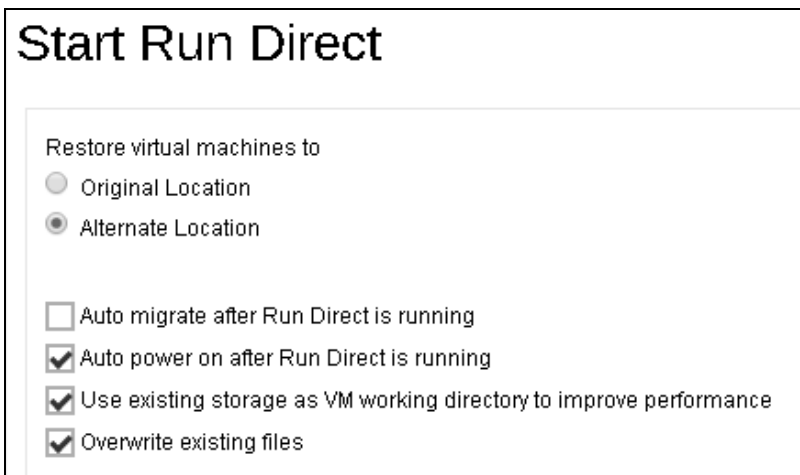 Start Run Direct
Restore virtual machines to
Original Location
Alternate Location
Auto migrate after Run Direct is running
Auto power on after Run Direct is running
Use existing storage as VM working directory to improve performance
Overwrite existing files